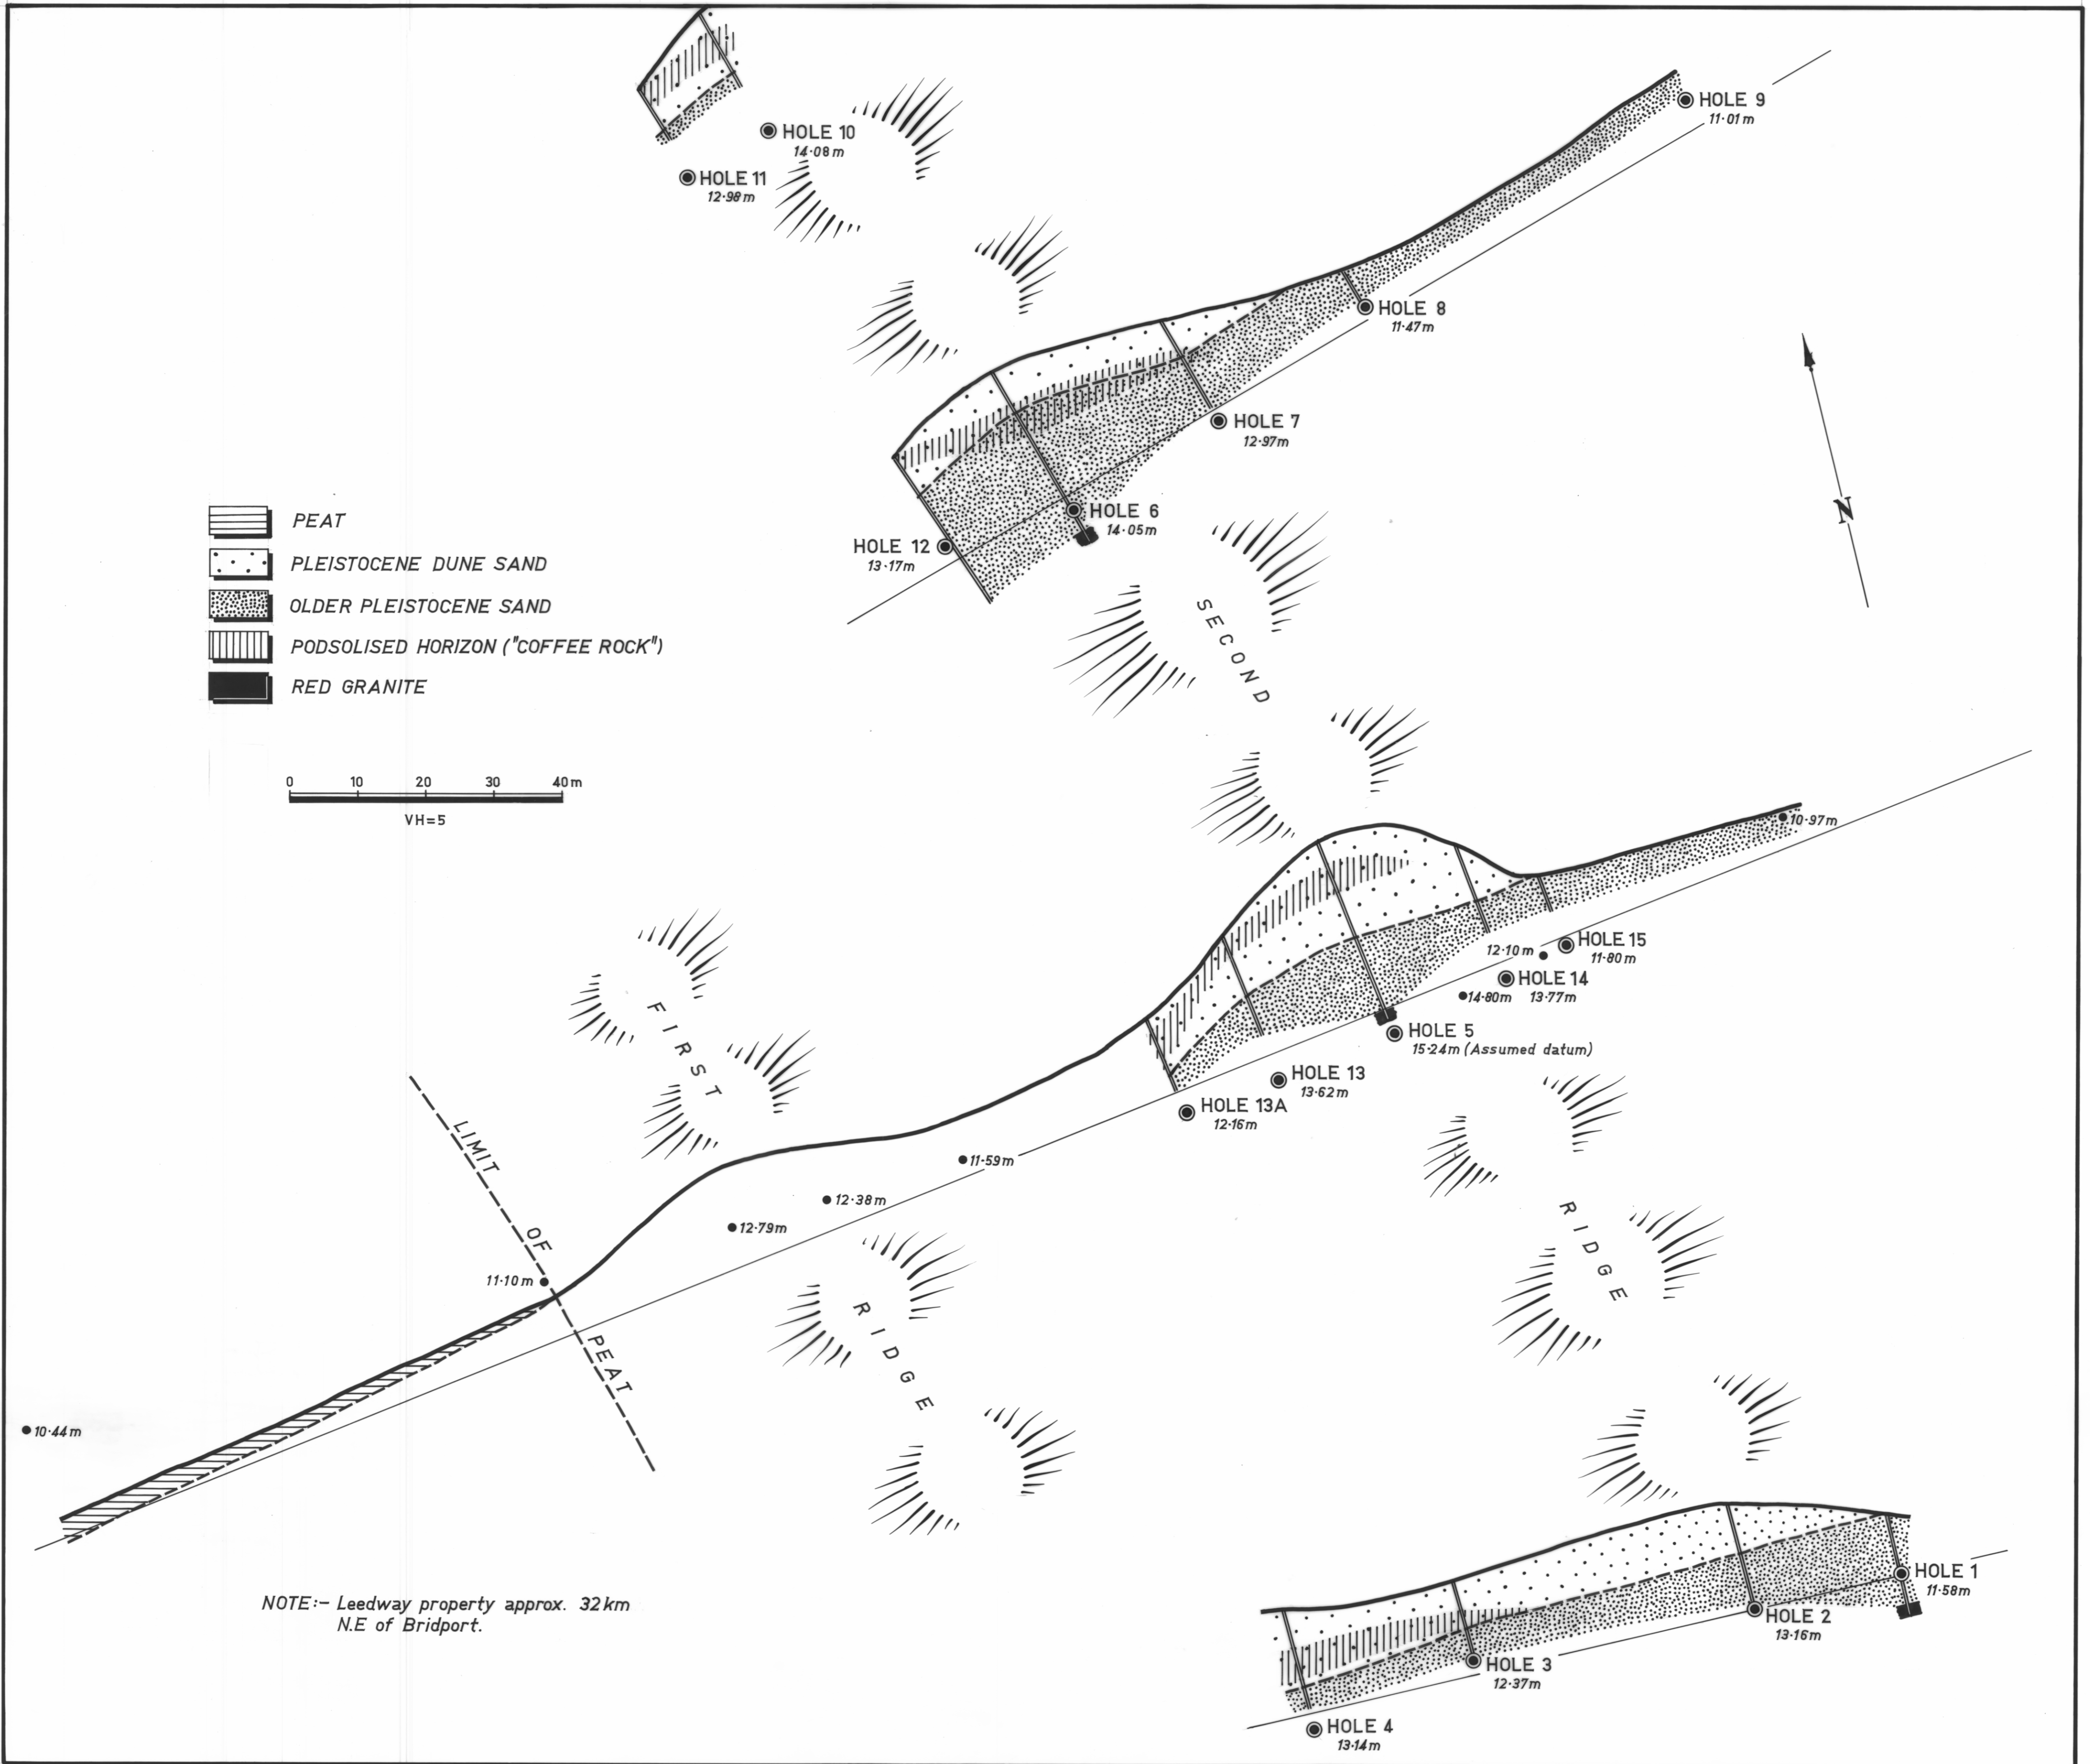 HOLE 9
11·01m
HOLE 10
14·08m
HOLE 11
12·98m
HOLE 8
11·47m
HOLE 7
12·97m
HOLE 6
14·05m
HOLE 12
13·17m
N
PEAT
PLEISTOCENE DUNE SAND
OLDER PLEISTOCENE SAND
PODSOLISED HORIZON ("COFFEE ROCK")
RED GRANITE
0 10 20 30 40m
VH=5
SECOND
10·97m
HOLE 15
11·80m
12·10m
HOLE 14
14·80m 13·77m
HOLE 5
15·24m (Assumed datum)
HOLE 13
13·62m
HOLE 13A
12·16m
FIRST
LIMIT OF PEAT
11·59m
12·38m
12·79m
11·10m
RIDGE
RIDGE
10·44m
NOTE:- Leedway property approx. 32km
N.E of Bridport.
HOLE 1
11·58m
HOLE 2
13·16m
HOLE 3
12·37m
HOLE 4
13·14m